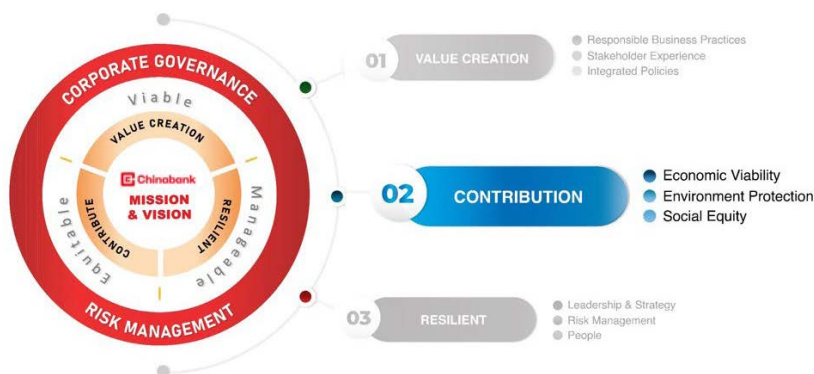 CORPORATE GOVERNANCE
Viable
VALUE CREATION
Chinabank
MISSION
& VISION
CONTRIBUTE
RESILIENT
Equitable
Manageable
RISK MANAGEMENT
01
VALUE CREATION
Responsible Business Practices
Stakeholder Experience
Integrated Policies
02
CONTRIBUTION
Economic Viability
Environment Protection
Social Equity
03
RESILIENT
Leadership & Strategy
Risk Management
People